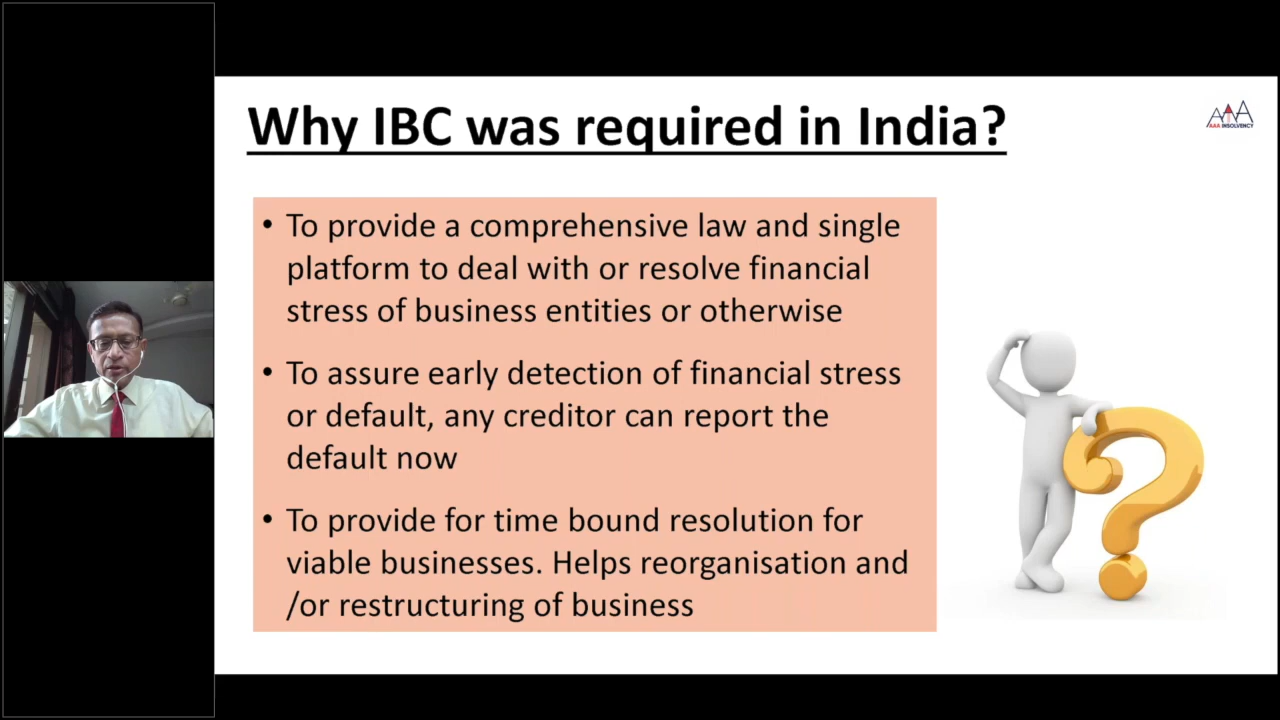 Why IBC was required in India?
AAA INSOLVENCY
• To provide a comprehensive law and single
platform to deal with or resolve financial
stress of business entities or otherwise
• To assure early detection of financial stress
or default, any creditor can report the
default now
• To provide for time bound resolution for
viable businesses. Helps reorganisation and
/or restructuring of business